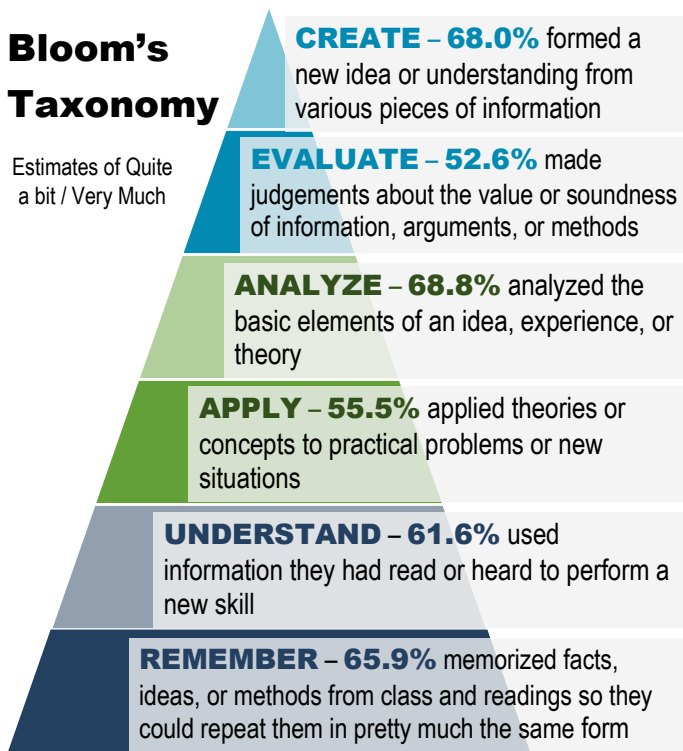 Bloom's
Taxonomy
Estimates of Quite
a bit / Very Much
CREATE – 68.0% formed a
new idea or understanding from
various pieces of information
EVALUATE – 52.6% made
judgements about the value or soundness
of information, arguments, or methods
ANALYZE – 68.8% analyzed the
basic elements of an idea, experience, or
theory
APPLY – 55.5% applied theories or
concepts to practical problems or new
situations
UNDERSTAND – 61.6% used
information they had read or heard to perform a
new skill
REMEMBER – 65.9% memorized facts,
ideas, or methods from class and readings so they
could repeat them in pretty much the same form